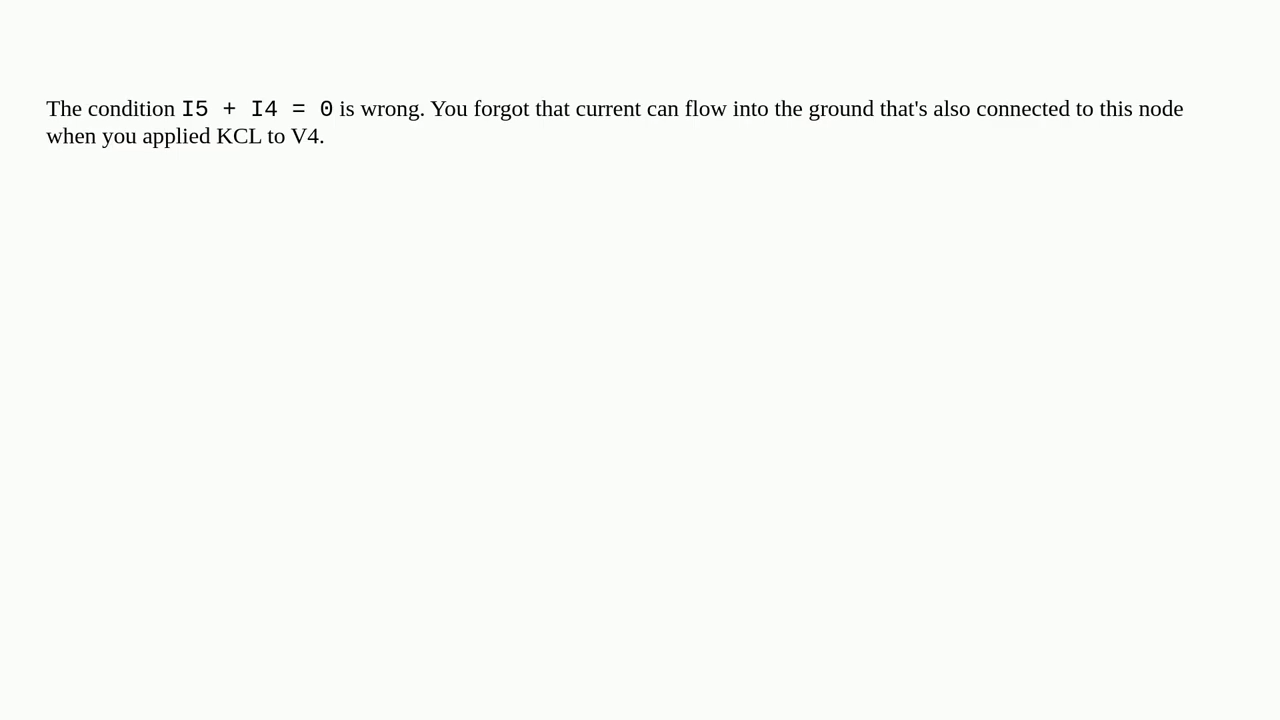 The condition I5 + I4 = 0 is wrong. You forgot that current can flow into the ground that's also connected to this node
when you applied KCL to V4.